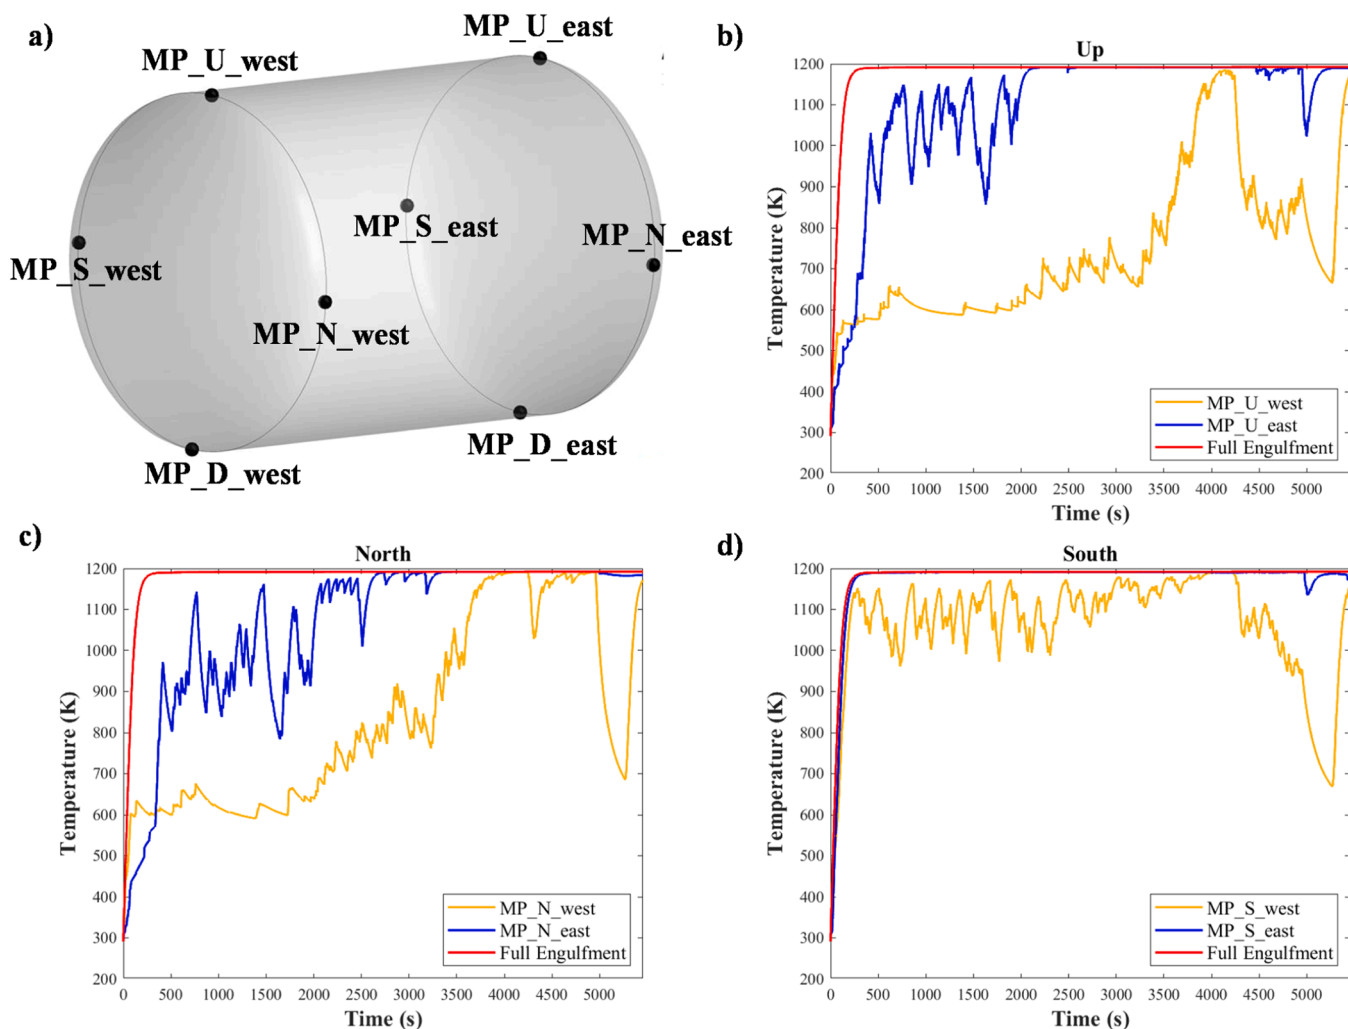 a)
MP_U_east
MP_U_west
MP_S_east
MP_N_east
MP_S_west
MP_N_west
MP_D_east
MP_D_west
b)
Up
Temperature (K)
1200
1100
1000
900
800
700
600
500
400
300
200
MP_U_west
MP_U_east
Full Engulfment
0 500 1000 1500 2000 2500 3000 3500 4000 4500 5000
Time (s)
c)
North
Temperature (K)
1200
1100
1000
900
800
700
600
500
400
300
200
MP_N_west
MP_N_east
Full Engulfment
0 500 1000 1500 2000 2500 3000 3500 4000 4500 5000
Time (s)
d)
South
Temperature (K)
1200
1100
1000
900
800
700
600
500
400
300
200
MP_S_west
MP_S_east
Full Engulfment
0 500 1000 1500 2000 2500 3000 3500 4000 4500 5000
Time (s)